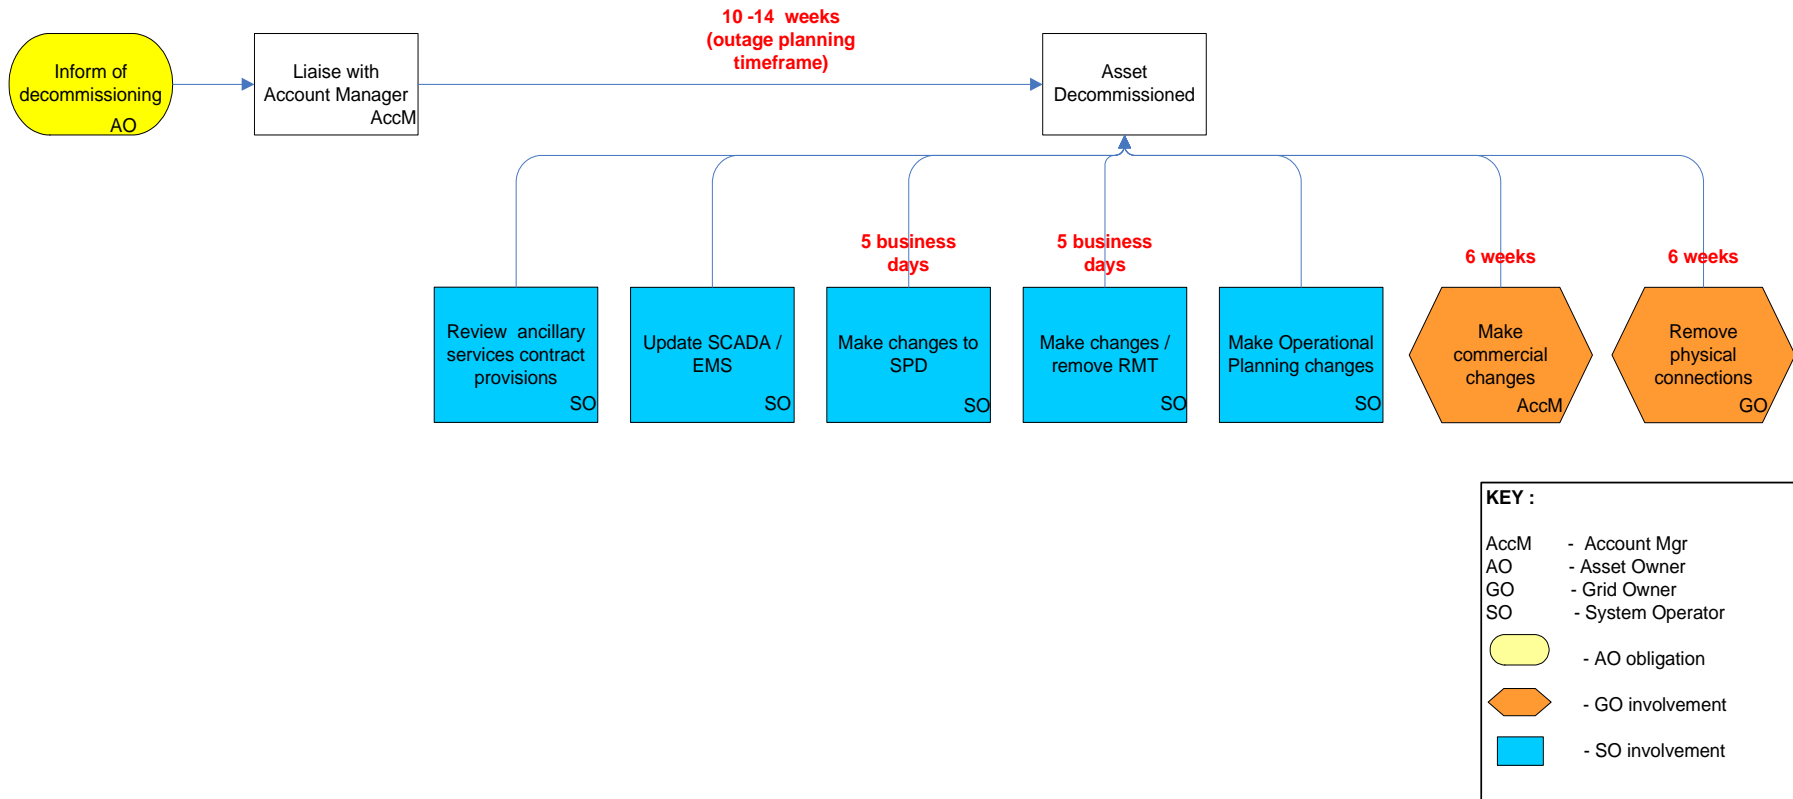 10 -14 weeks
(outage planning
timeframe)
Inform of
decommissioning
AO
Liaise with
Account Manager
AccM
Asset
Decommissioned
5 business
days
5 business
days
6 weeks
6 weeks
Review ancillary
services contract
provisions
SO
Update SCADA /
EMS
SO
Make changes to
SPD
SO
Make changes /
remove RMT
SO
Make Operational
Planning changes
SO
Make
commercial
changes
AccM
Remove
physical
connections
GO
KEY :
AccM - Account Mgr
AO - Asset Owner
GO - Grid Owner
SO - System Operator
- AO obligation
- GO involvement
- SO involvement